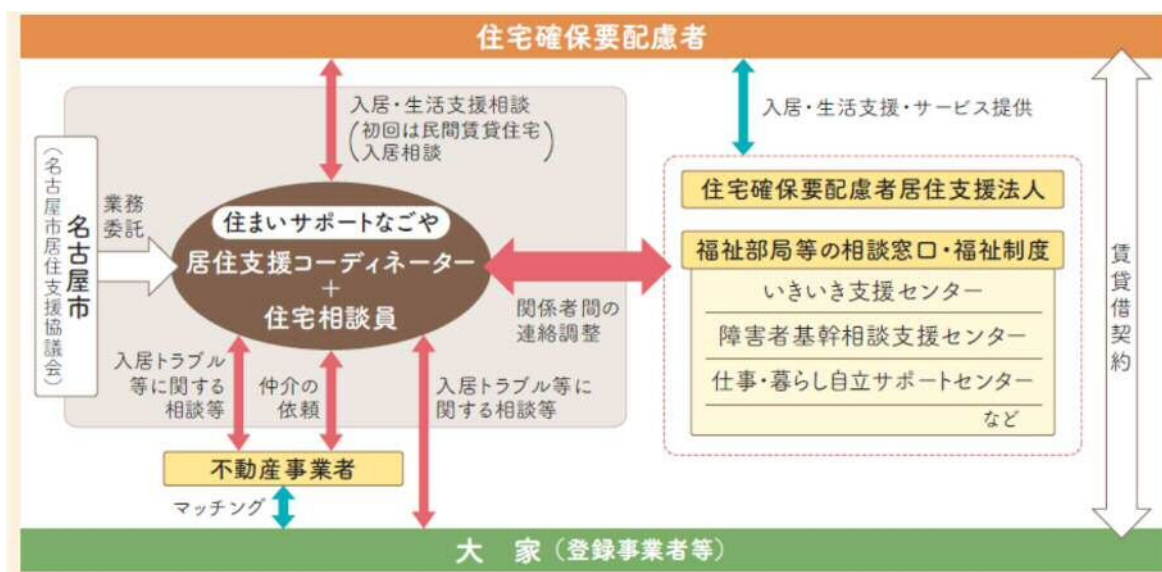 住宅確保要配慮者
入居・生活支援相談
(初回は民間賃貸住宅
入居相談)
入居・生活支援・サービス提供
名古屋市
(名古屋市居住支援協議会)
業務
委託
住まいサポートなごや
居住支援コーディネーター
+
住宅相談員
関係者間の
連絡調整
住宅確保要配慮者居住支援法人
福祉部局等の相談窓口・福祉制度
いきいき支援センター
障害者基幹相談支援センター
仕事・暮らし自立サポートセンター
など
賃貸借契約
入居トラブル
等に関する
相談等
仲介の
依頼
入居トラブル等に
関する相談等
不動産事業者
マッチング
大 家(登録事業者等)